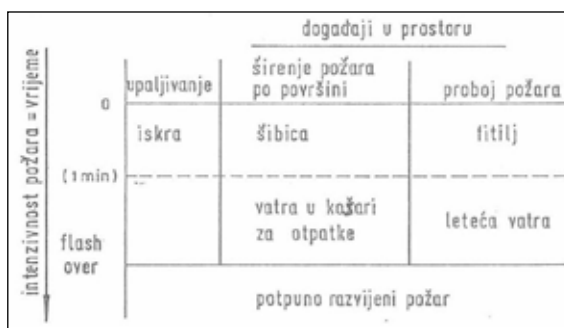 događaji u prostoru
upaljivanje
širenje požara
po površini
proboj požara
0
iskra
šibica
fitilj
(1 min)
vatra u košari
za otpatke
leteća vatra
flash
over
potpuno razvijeni požar
intenzivnost požara = vrijeme